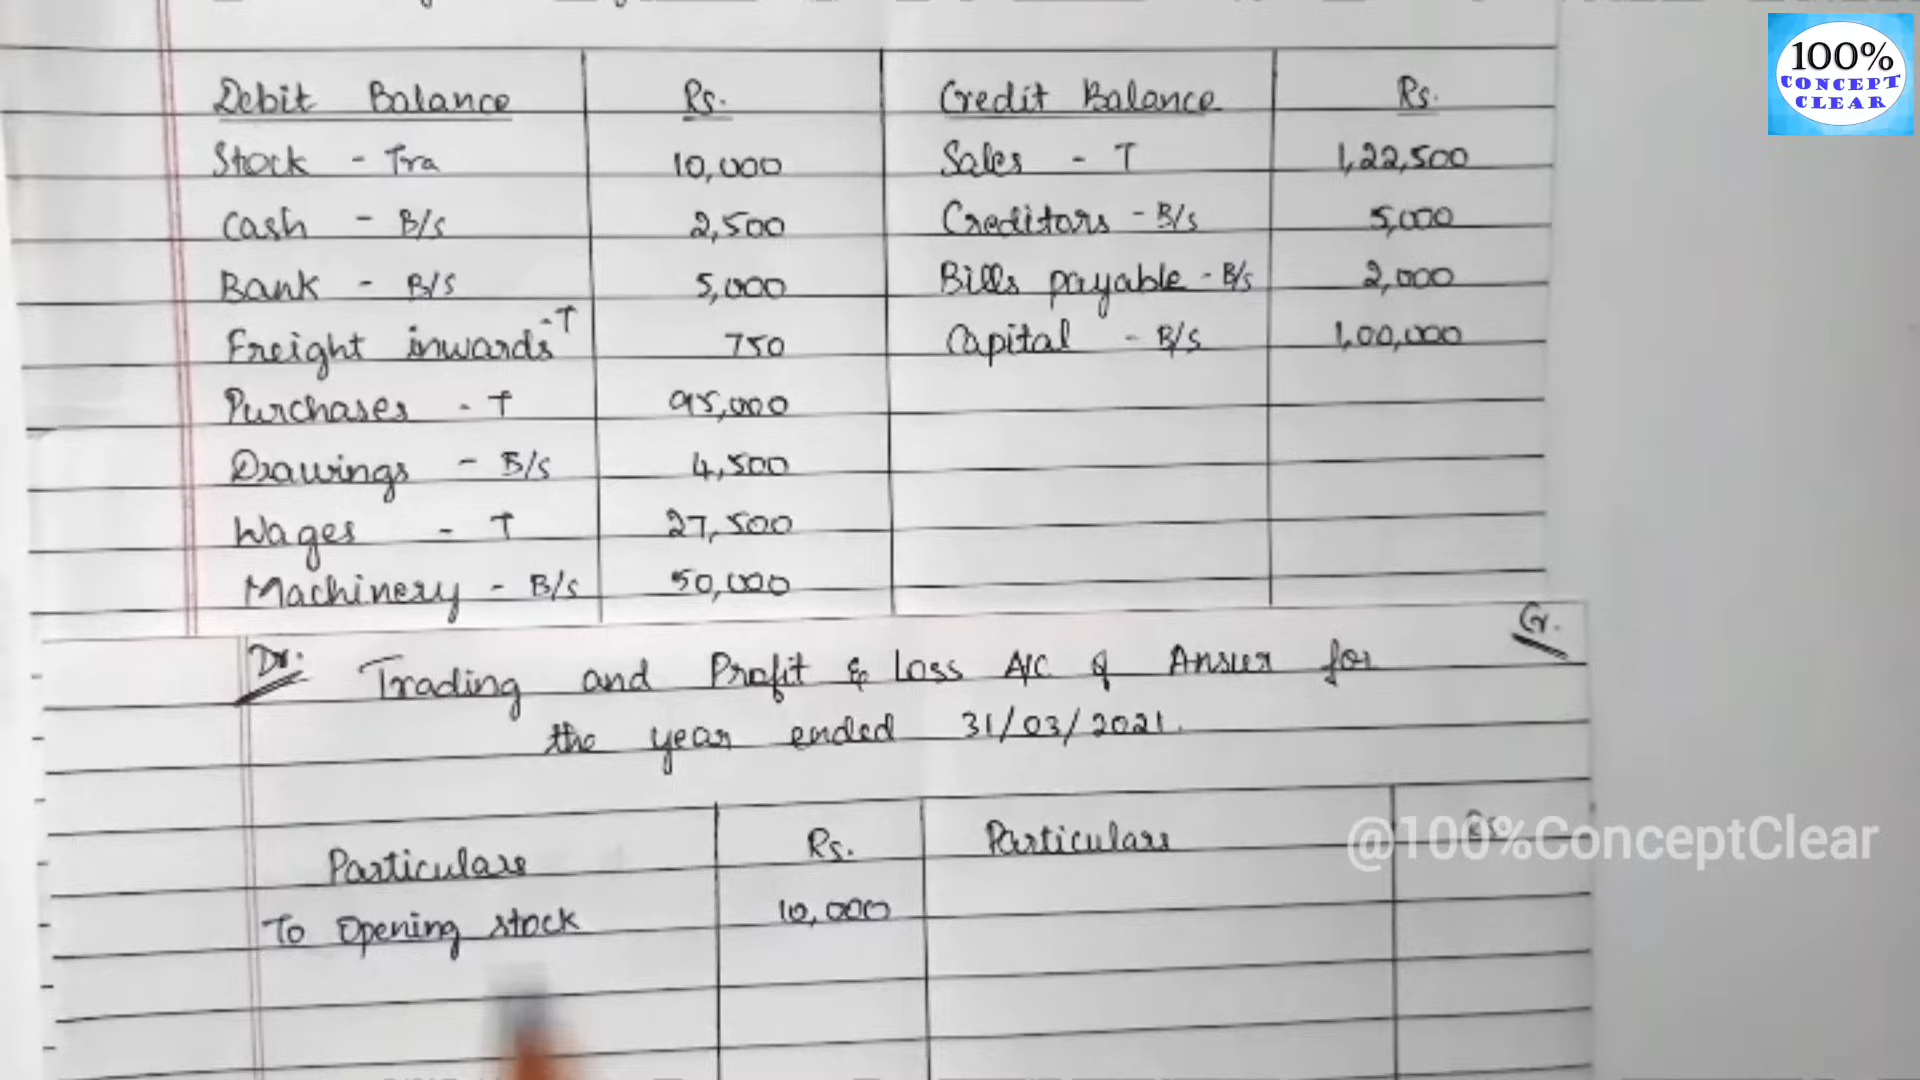 100%
CONCEPT
CLEAR
Debit Balance Rs. Credit Balance Rs.
Stock - Tra 10,000 Sales - T 1,22,500
Cash - B/S 2,500 Creditors - B/S 5,000
Bank - B/S 5,000 Bills payable - B/S 2,000
Freight inwards - T 750 Capital - B/S 1,00,000
Purchases - T 95,000
Drawings - B/S 4,500
Wages - T 27,500
Machinery - B/S 50,000
Dr. Cr.
Trading and Profit & Loss A/C of for
the year ended 31/03/2021.
Particulars Rs. Particulars Rs.
@100%ConceptClear
To Opening stock 10,000